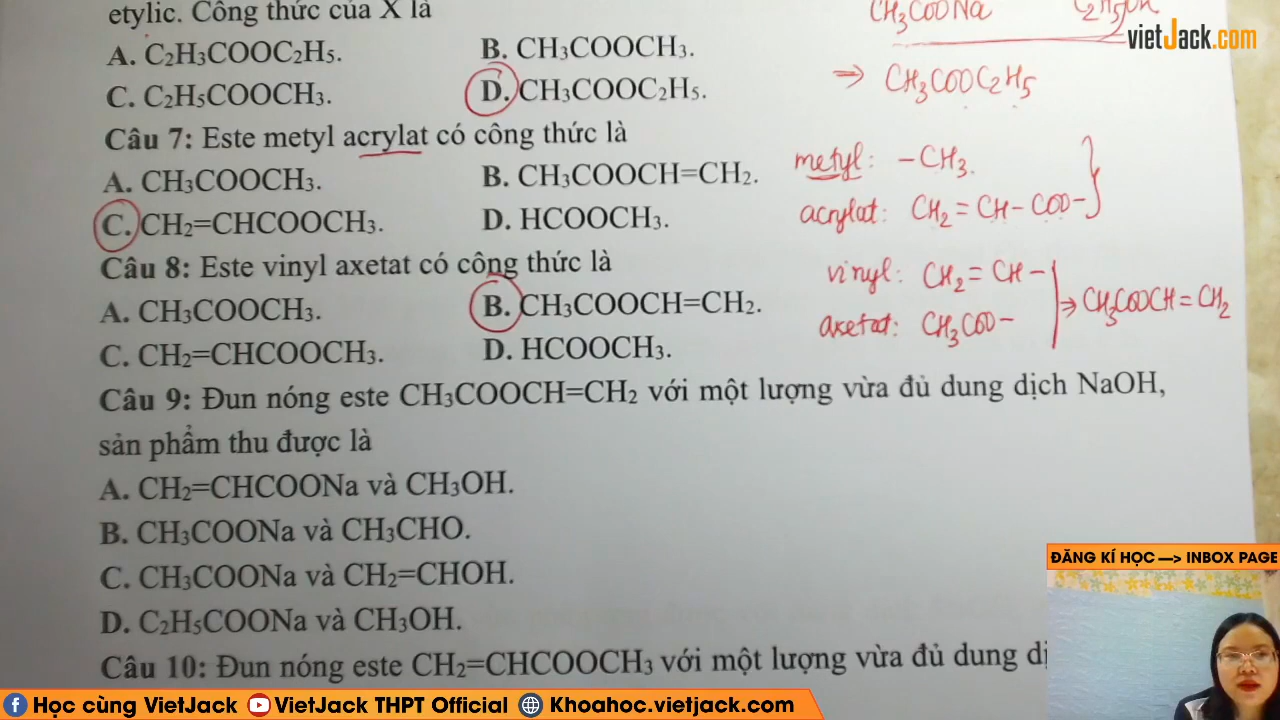 etylic. Công thức của X là
A. C2H3COOC2H5. B. CH3COOCH3.
C. C2H5COOCH3. D. CH3COOC2H5.
Câu 7: Este metyl acrylat có công thức là
A. CH3COOCH3. B. CH3COOCH=CH2.
C. CH2=CHCOOCH3. D. HCOOCH3.
Câu 8: Este vinyl axetat có công thức là
A. CH3COOCH3. B. CH3COOCH=CH2.
C. CH2=CHCOOCH3. D. HCOOCH3.
Câu 9: Đun nóng este CH3COOCH=CH2 với một lượng vừa đủ dung dịch NaOH,
sản phẩm thu được là
A. CH2=CHCOONa và CH3OH.
B. CH3COONa và CH3CHO.
C. CH3COONa và CH2=CHOH.
D. C2H5COONa và CH3OH.
Câu 10: Đun nóng este CH2=CHCOOCH3 với một lượng vừa đủ dung
CH3COONa C2H5OH
⇒ CH3COOC2H5
metyl: -CH3.
acrylat: CH2=CH-COO-
vinyl: CH2=CH-
axetat: CH3COO-
⇒ CH3COOCH=CH2
vietJack.com
ĐĂNG KÍ HỌC —> INBOX PAGE
Học cùng VietJack VietJack THPT Official Khoahoc.vietjack.com